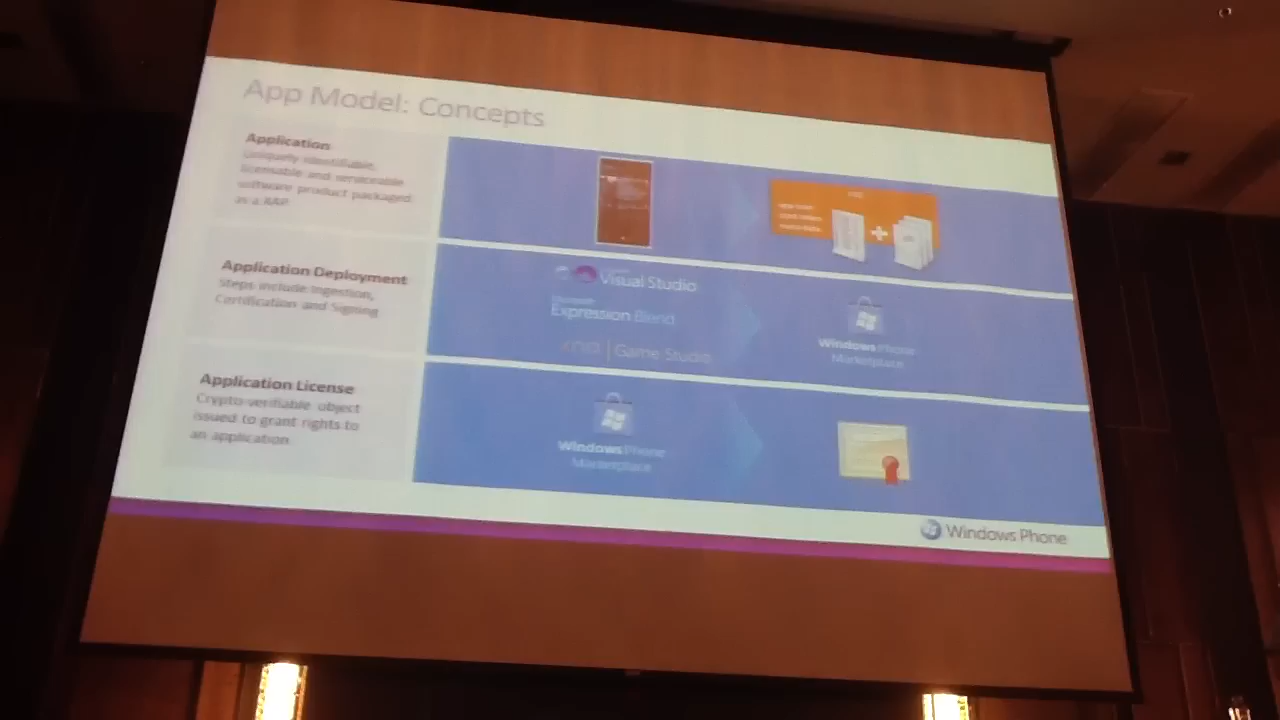 App Model: Concepts
Application
Uniquely identifiable,
licensable and serviceable
software product packaged
as a XAP
Application Deployment
Steps include Ingestion,
Certification and Signing
Visual Studio
Expression Blend
Game Studio
Windows Phone
Marketplace
Application License
Crypto-verifiable object
issued to grant rights to
an application
Windows Phone
Marketplace
Windows Phone